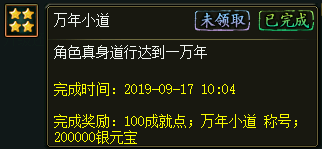 万年小道 未领取 已完成
角色真身道行达到一万年
完成时间：2019-09-17 10:04
完成奖励：100成就点；万年小道 称号；
200000银元宝